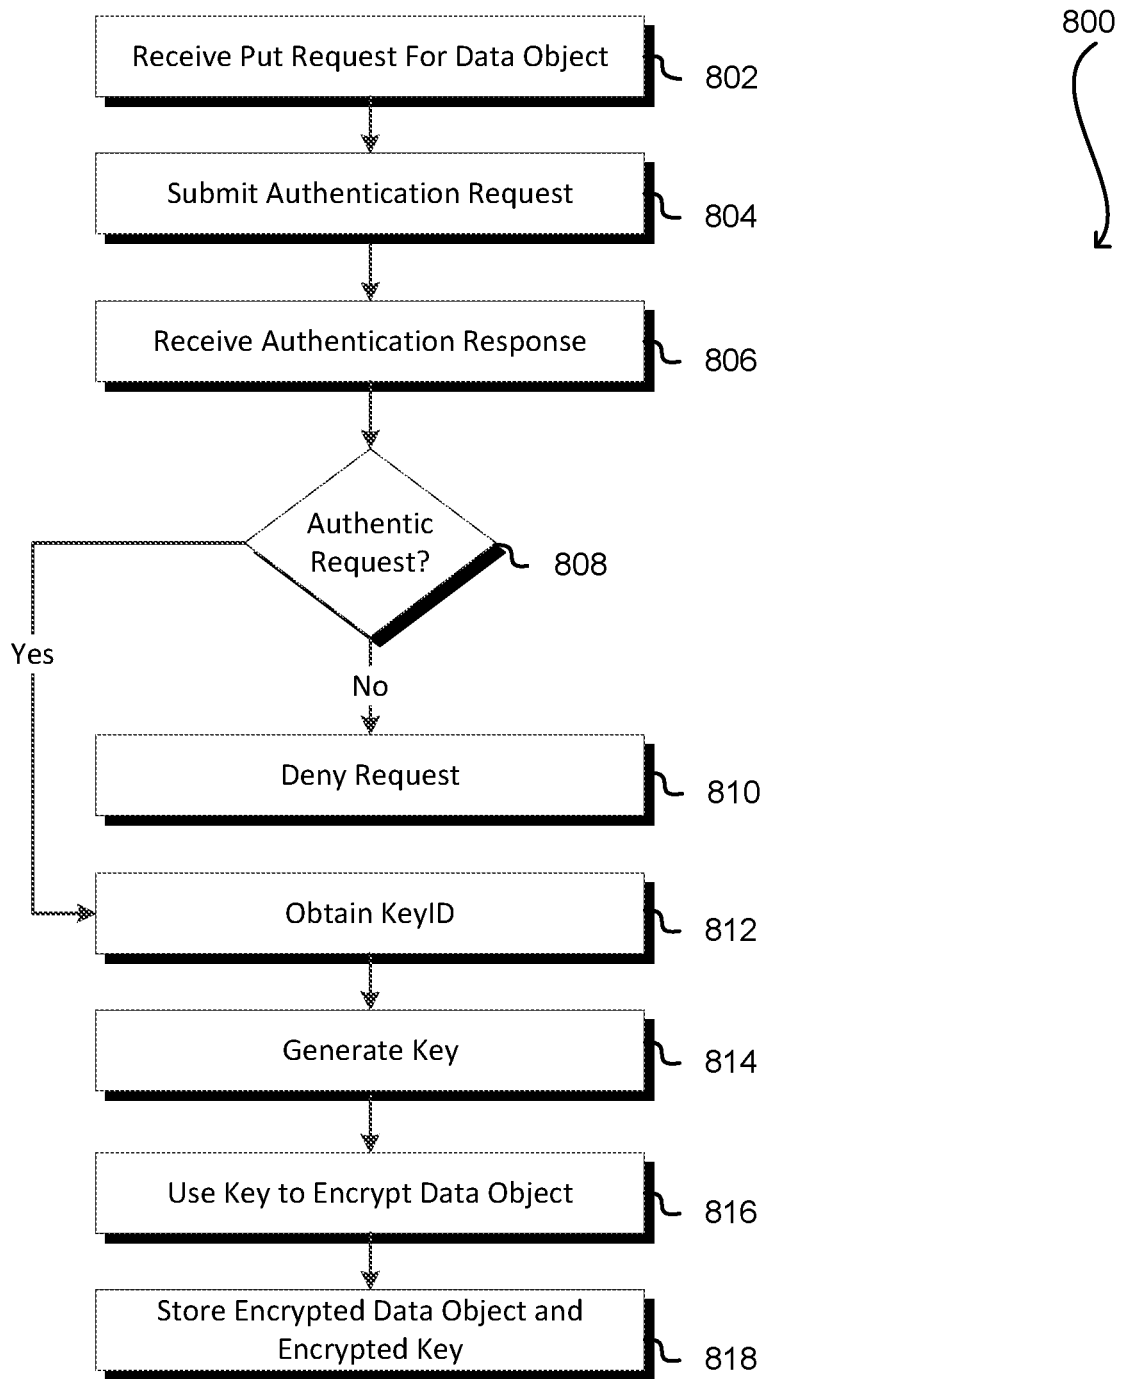 800
Receive Put Request For Data Object
802
Submit Authentication Request
804
Receive Authentication Response
806
Authentic
Request?
808
Yes
No
Deny Request
810
Obtain KeyID
812
Generate Key
814
Use Key to Encrypt Data Object
816
Store Encrypted Data Object and
Encrypted Key
818